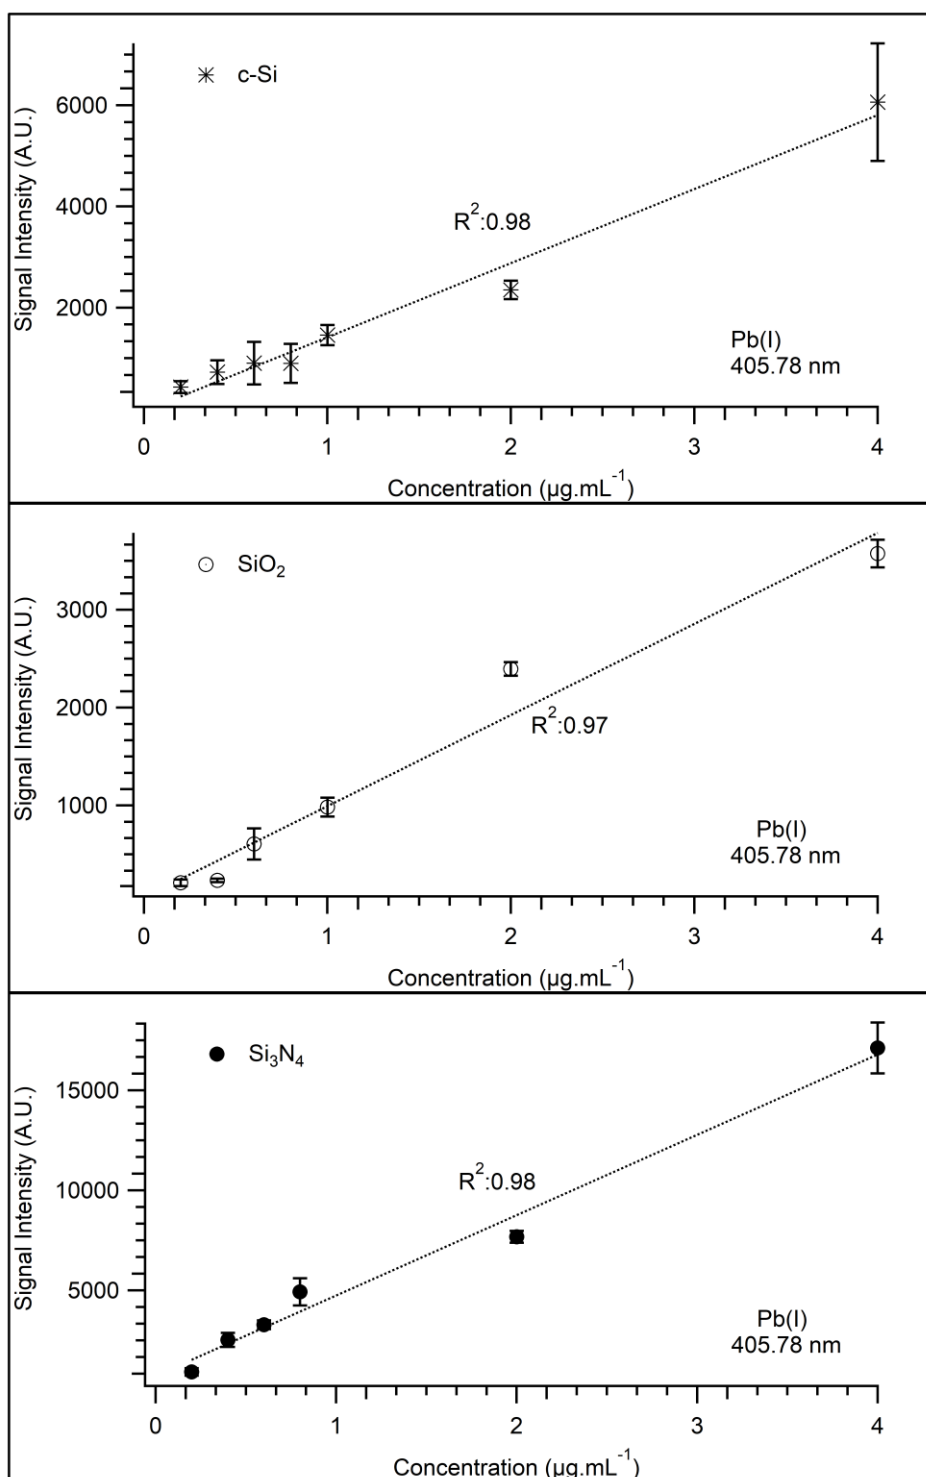 c-Si
6000
4000
2000
Signal Intensity (A.U.)
R²:0.98
Pb(I)
405.78 nm
0 1 2 3 4
Concentration (µg.mL⁻¹)
SiO₂
3000
2000
1000
Signal Intensity (A.U.)
R²:0.97
Pb(I)
405.78 nm
0 1 2 3 4
Concentration (µg.mL⁻¹)
Si₃N₄
15000
10000
5000
Signal Intensity (A.U.)
R²:0.98
Pb(I)
405.78 nm
0 1 2 3 4
Concentration (µg.mL⁻¹)